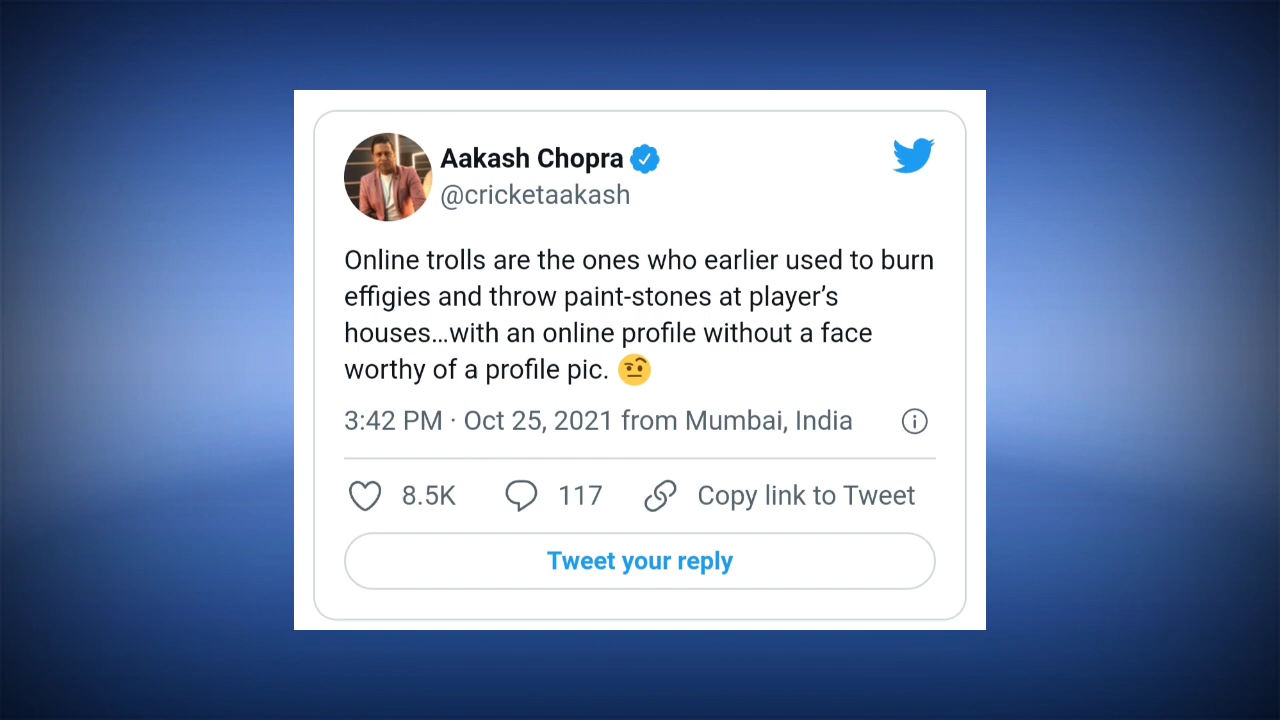 Aakash Chopra
@cricketaakash
Online trolls are the ones who earlier used to burn
effigies and throw paint-stones at player’s
houses…with an online profile without a face
worthy of a profile pic. 🤨
3:42 PM · Oct 25, 2021 from Mumbai, India
8.5K 117 Copy link to Tweet
Tweet your reply